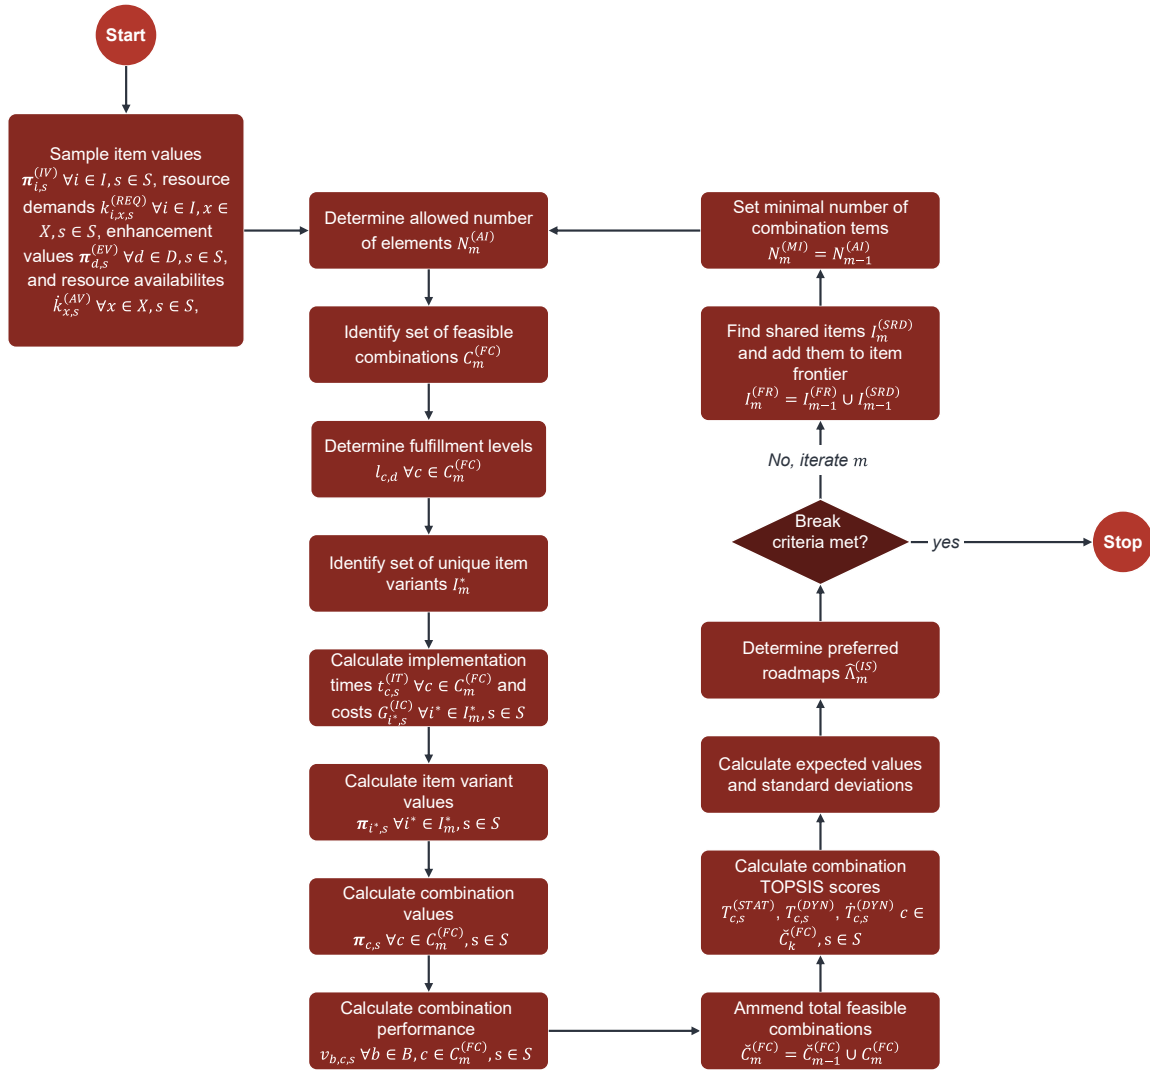 Start
Sample item values
𝝅_{i,s}^{(IV)} ∀i ∈ I, s ∈ S, resource
demands k_{i,x,s}^{(REQ)} ∀i ∈ I, x ∈
X, s ∈ S, enhancement
values 𝝅_{d,s}^{(EV)} ∀d ∈ D, s ∈ S,
and resource availabilites
k̇_{x,s}^{(AV)} ∀x ∈ X, s ∈ S,
Determine allowed number
of elements N_m^{(AI)}
Identify set of feasible
combinations C_m^{(FC)}
Determine fulfillment levels
l_{c,d} ∀c ∈ C_m^{(FC)}
Identify set of unique item
variants I_m^*
Calculate implementation
times t_{c,s}^{(IT)} ∀c ∈ C_m^{(FC)} and
costs G_{i*,s}^{(IC)} ∀i* ∈ I_m^*, s ∈ S
Calculate item variant
values
𝝅_{i*,s} ∀i* ∈ I_m^*, s ∈ S
Calculate combination
values
𝝅_{c,s} ∀c ∈ C_m^{(FC)}, s ∈ S
Calculate combination
performance
v_{b,c,s} ∀b ∈ B, c ∈ C_m^{(FC)}, s ∈ S
Ammend total feasible
combinations
C̆_m^{(FC)} = C̆_{m-1}^{(FC)} ∪ C_m^{(FC)}
Calculate combination
TOPSIS scores
T_{c,s}^{(STAT)}, T_{c,s}^{(DYN)}, Ṫ_{c,s}^{(DYN)} c ∈
C̆_k^{(FC)}, s ∈ S
Calculate expected values
and standard deviations
Determine preferred
roadmaps Λ̂_m^{(IS)}
Break
criteria met?
yes
Stop
No, iterate m
Find shared items I_m^{(SRD)}
and add them to item
frontier
I_m^{(FR)} = I_{m-1}^{(FR)} ∪ I_{m-1}^{(SRD)}
Set minimal number of
combination tems
N_m^{(MI)} = N_{m-1}^{(AI)}